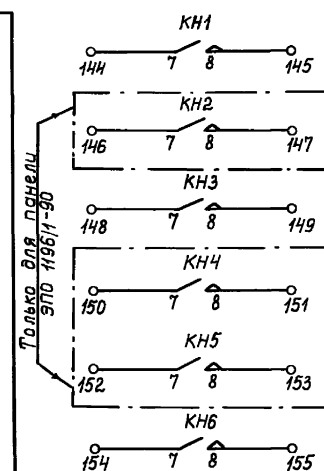 КН1
144 7 8 145
КН2
146 7 8 147
КН3
148 7 8 149
КН4
150 7 8 151
КН5
152 7 8 153
КН6
154 7 8 155
Только для панели
ЭПО 1196/1-90